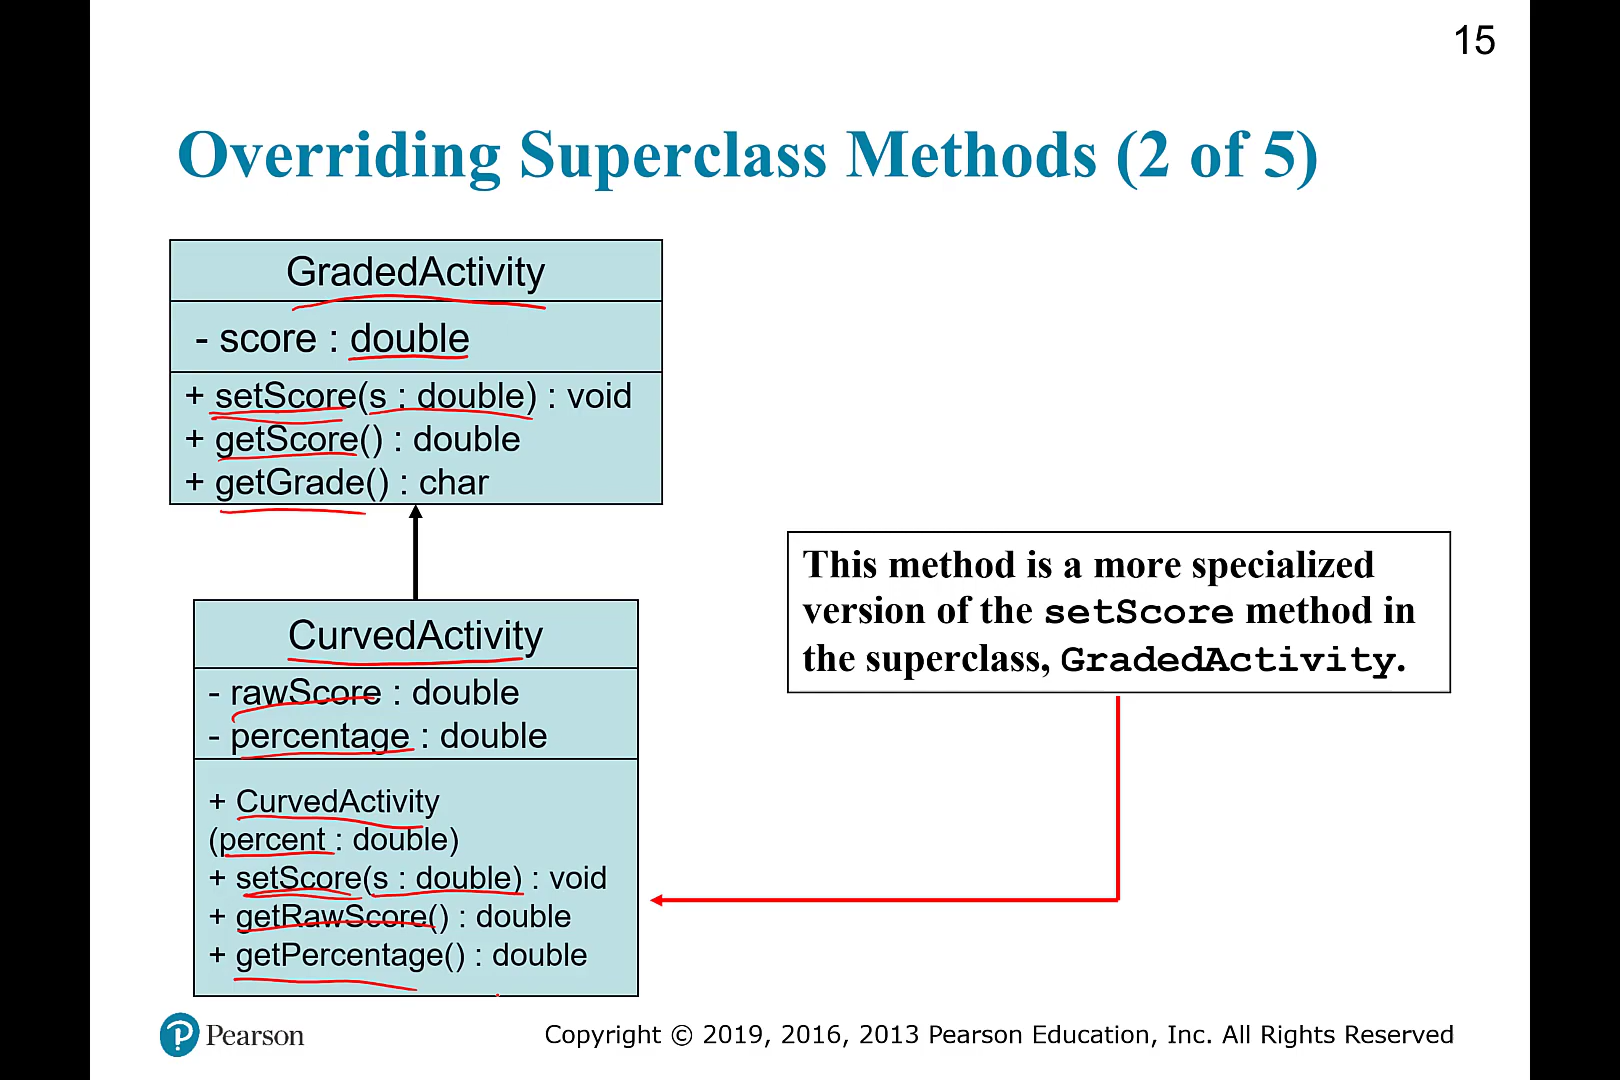 15
Overriding Superclass Methods (2 of 5)
GradedActivity
- score : double
+ setScore(s : double) : void
+ getScore() : double
+ getGrade() : char
This method is a more specialized
version of the setScore method in
the superclass, GradedActivity.
CurvedActivity
- rawScore : double
- percentage : double
+ CurvedActivity
(percent : double)
+ setScore(s : double) : void
+ getRawScore() : double
+ getPercentage() : double
P Pearson
Copyright © 2019, 2016, 2013 Pearson Education, Inc. All Rights Reserved